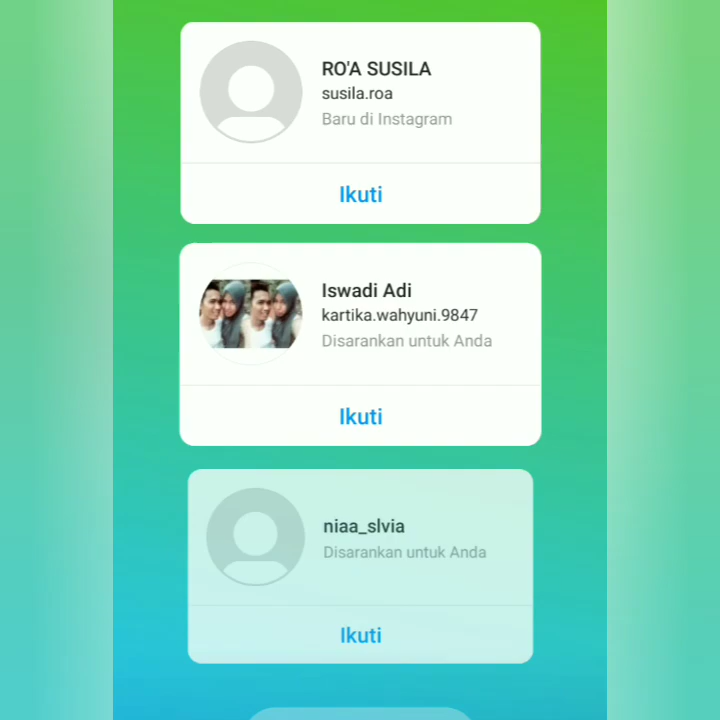 RO'A SUSILA
susila.roa
Baru di Instagram
Ikuti
Iswadi Adi
kartika.wahyuni.9847
Disarankan untuk Anda
Ikuti
niaa_slvia
Disarankan untuk Anda
Ikuti